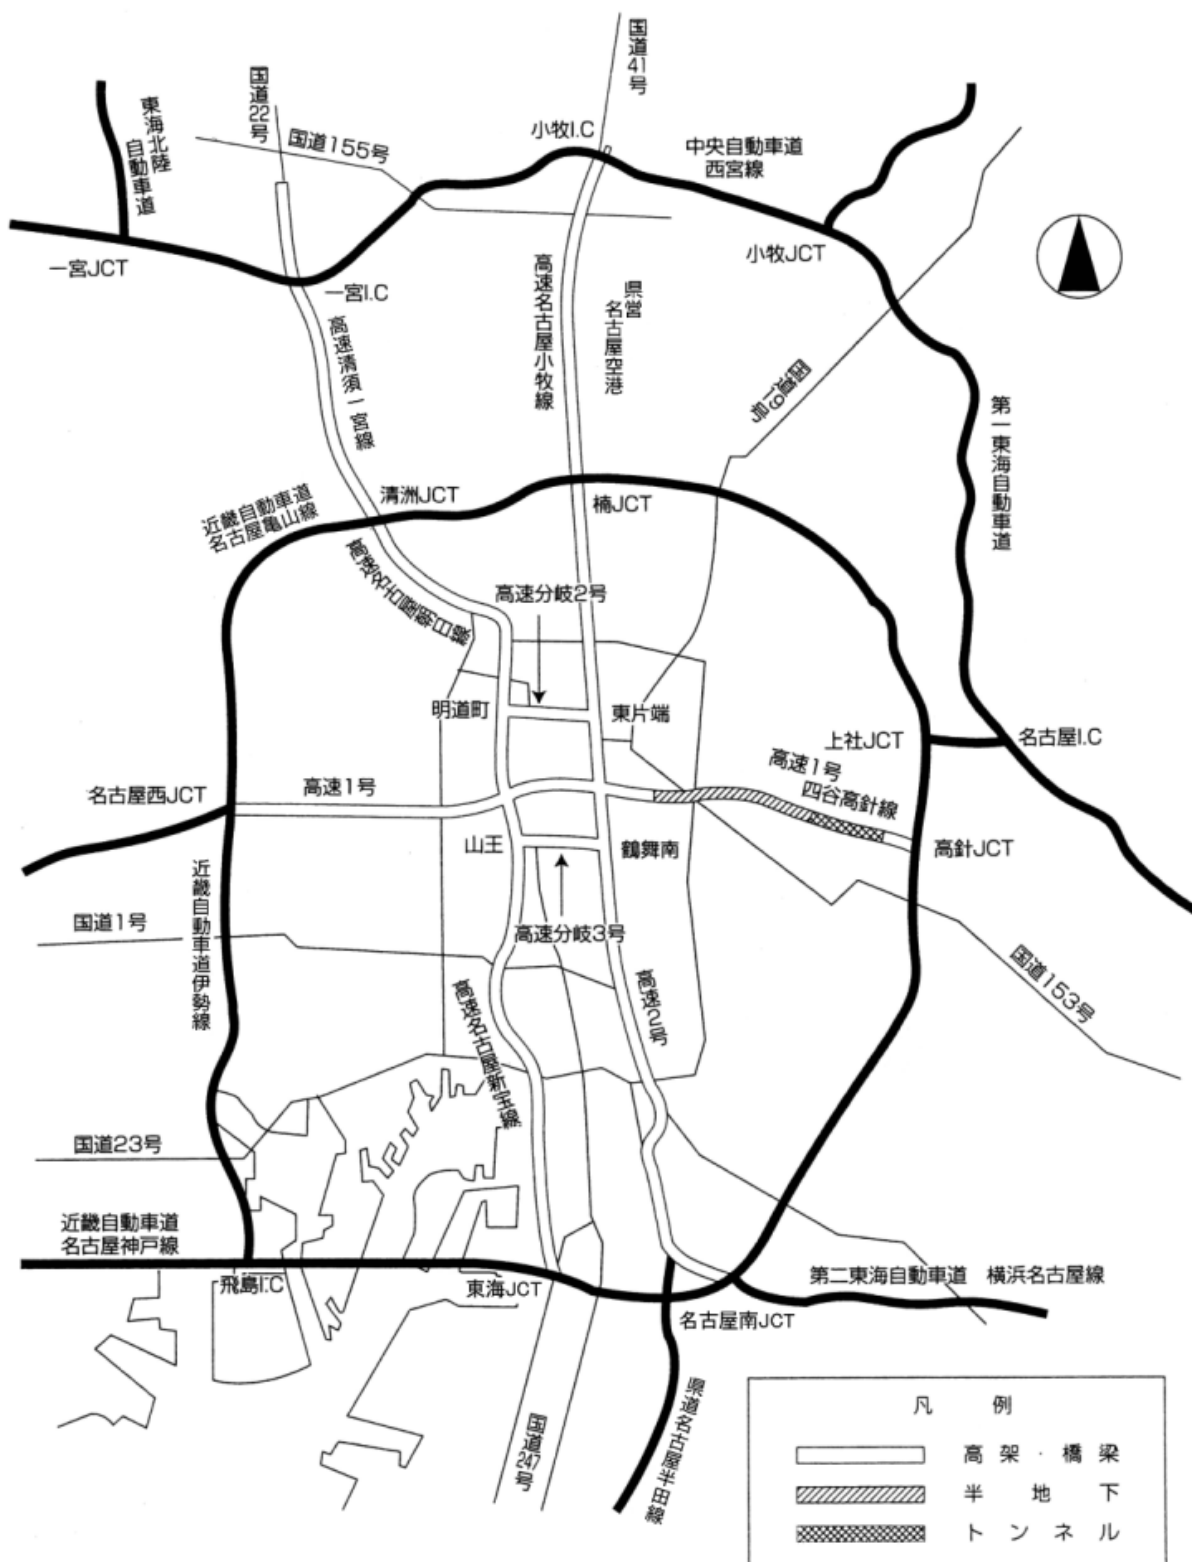 国道41号
国道22号
東海北陸
自動車道
国道155号
小牧I.C
中央自動車道
西宮線
一宮JCT
一宮I.C
小牧JCT
高速清須一宮線
高速名古屋小牧線
県営
名古屋空港
国道19号
第一東海自動車道
近畿自動車道
名古屋亀山線
清洲JCT
楠JCT
高速名古屋朝日線
高速分岐2号
明道町
東片端
上社JCT
名古屋I.C
名古屋西JCT
高速1号
高速1号
四谷高針線
山王
鶴舞南
高針JCT
近畿自動車道伊勢線
国道1号
高速分岐3号
高速名古屋新宝線
高速2号
国道153号
国道23号
近畿自動車道
名古屋神戸線
飛島I.C
東海JCT
第二東海自動車道 横浜名古屋線
名古屋南JCT
国道247号
県道名古屋半田線
凡例
高架・橋梁
半地下
トンネル